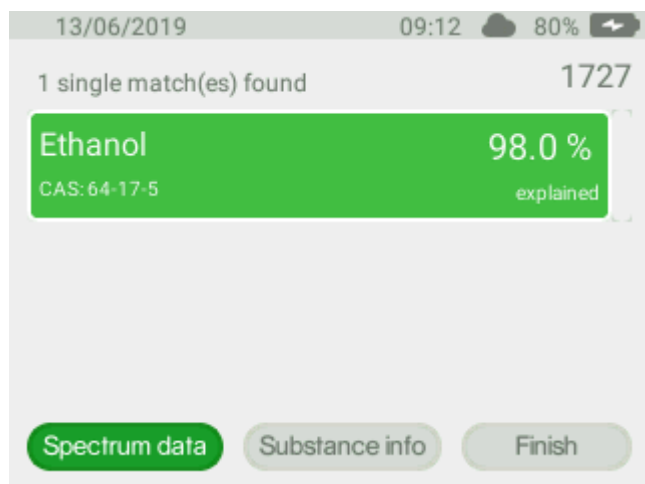 13/06/2019 09:12 80%
1 single match(es) found 1727
Ethanol 98.0 %
CAS:64-17-5 explained
Spectrum data Substance info Finish